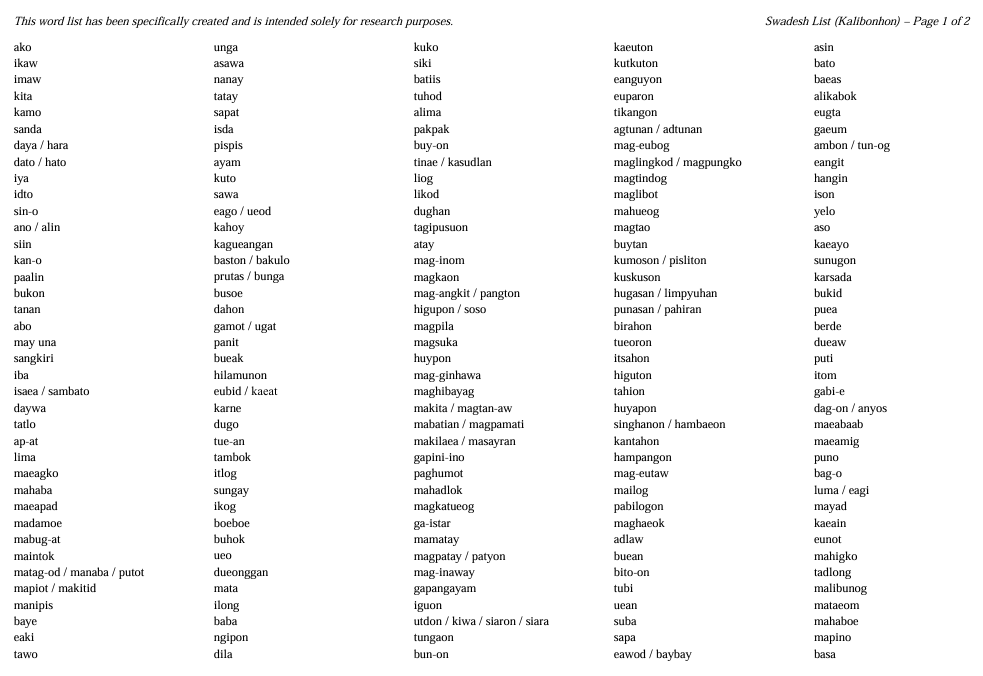 This word list has been specifically created and is intended solely for research purposes.
Swadesh List (Kalibonhon) – Page 1 of 2
ako
ikaw
imaw
kita
kamo
sanda
daya / hara
dato / hato
iya
idto
sin-o
ano / alin
siin
kan-o
paalin
bukon
tanan
abo
may una
sangkiri
iba
isaea / sambato
daywa
tatlo
ap-at
lima
maeagko
mahaba
maeapad
madamoe
mabug-at
maintok
matag-od / manaba / putot
mapiot / makitid
manipis
baye
eaki
tawo
unga
asawa
nanay
tatay
sapat
isda
pispis
ayam
kuto
sawa
eago / ueod
kahoy
kagueangan
baston / bakulo
prutas / bunga
busoe
dahon
gamot / ugat
panit
bueak
hilamunon
eubid / kaeat
karne
dugo
tue-an
tambok
itlog
sungay
ikog
boeboe
buhok
ueo
dueonggan
mata
ilong
baba
ngipon
dila
kuko
siki
batiis
tuhod
alima
pakpak
buy-on
tinae / kasudlan
liog
likod
dughan
tagipusuon
atay
mag-inom
magkaon
mag-angkit / pangton
higupon / soso
magpila
magsuka
huypon
mag-ginhawa
maghibayag
makita / magtan-aw
mabatian / magpamati
makilaea / masayran
gapini-ino
paghumot
mahadlok
magkatueog
ga-istar
mamatay
magpatay / patyon
mag-inaway
gapangayam
iguon
utdon / kiwa / siaron / siara
tungaon
bun-on
kaeuton
kutkuton
eanguyon
euparon
tikangon
agtunan / adtunan
mag-eubog
maglingkod / magpungko
magtindog
maglibot
mahueog
magtao
buytan
kumoson / pisliton
kuskuson
hugasan / limpyuhan
punasan / pahiran
birahon
tueoron
itsahon
higuton
tahion
huyapon
singhanon / hambaeon
kantahon
hampangon
mag-eutaw
mailog
pabilogon
maghaeok
adlaw
buean
bito-on
tubi
uean
suba
sapa
eawod / baybay
asin
bato
baeas
alikabok
eugta
gaeum
ambon / tun-og
eangit
hangin
ison
yelo
aso
kaeayo
sunugon
karsada
bukid
puea
berde
dueaw
puti
itom
gabi-e
dag-on / anyos
maeabaab
maeamig
puno
bag-o
luma / eagi
mayad
kaeain
eunot
mahigko
tadlong
malibunog
mataeom
mahaboe
mapino
basa